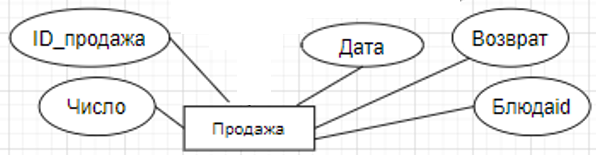 ID_продажа
Дата
Возврат
Число
Продажа
Блюдаid